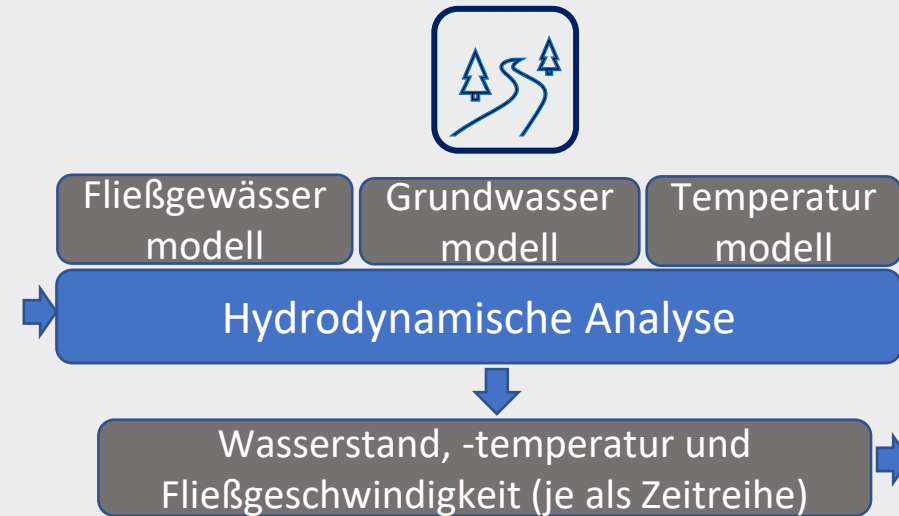 Fließgewässer
modell
Grundwasser
modell
Temperatur
modell
Hydrodynamische Analyse
Wasserstand, -temperatur und
Fließgeschwindigkeit (je als Zeitreihe)